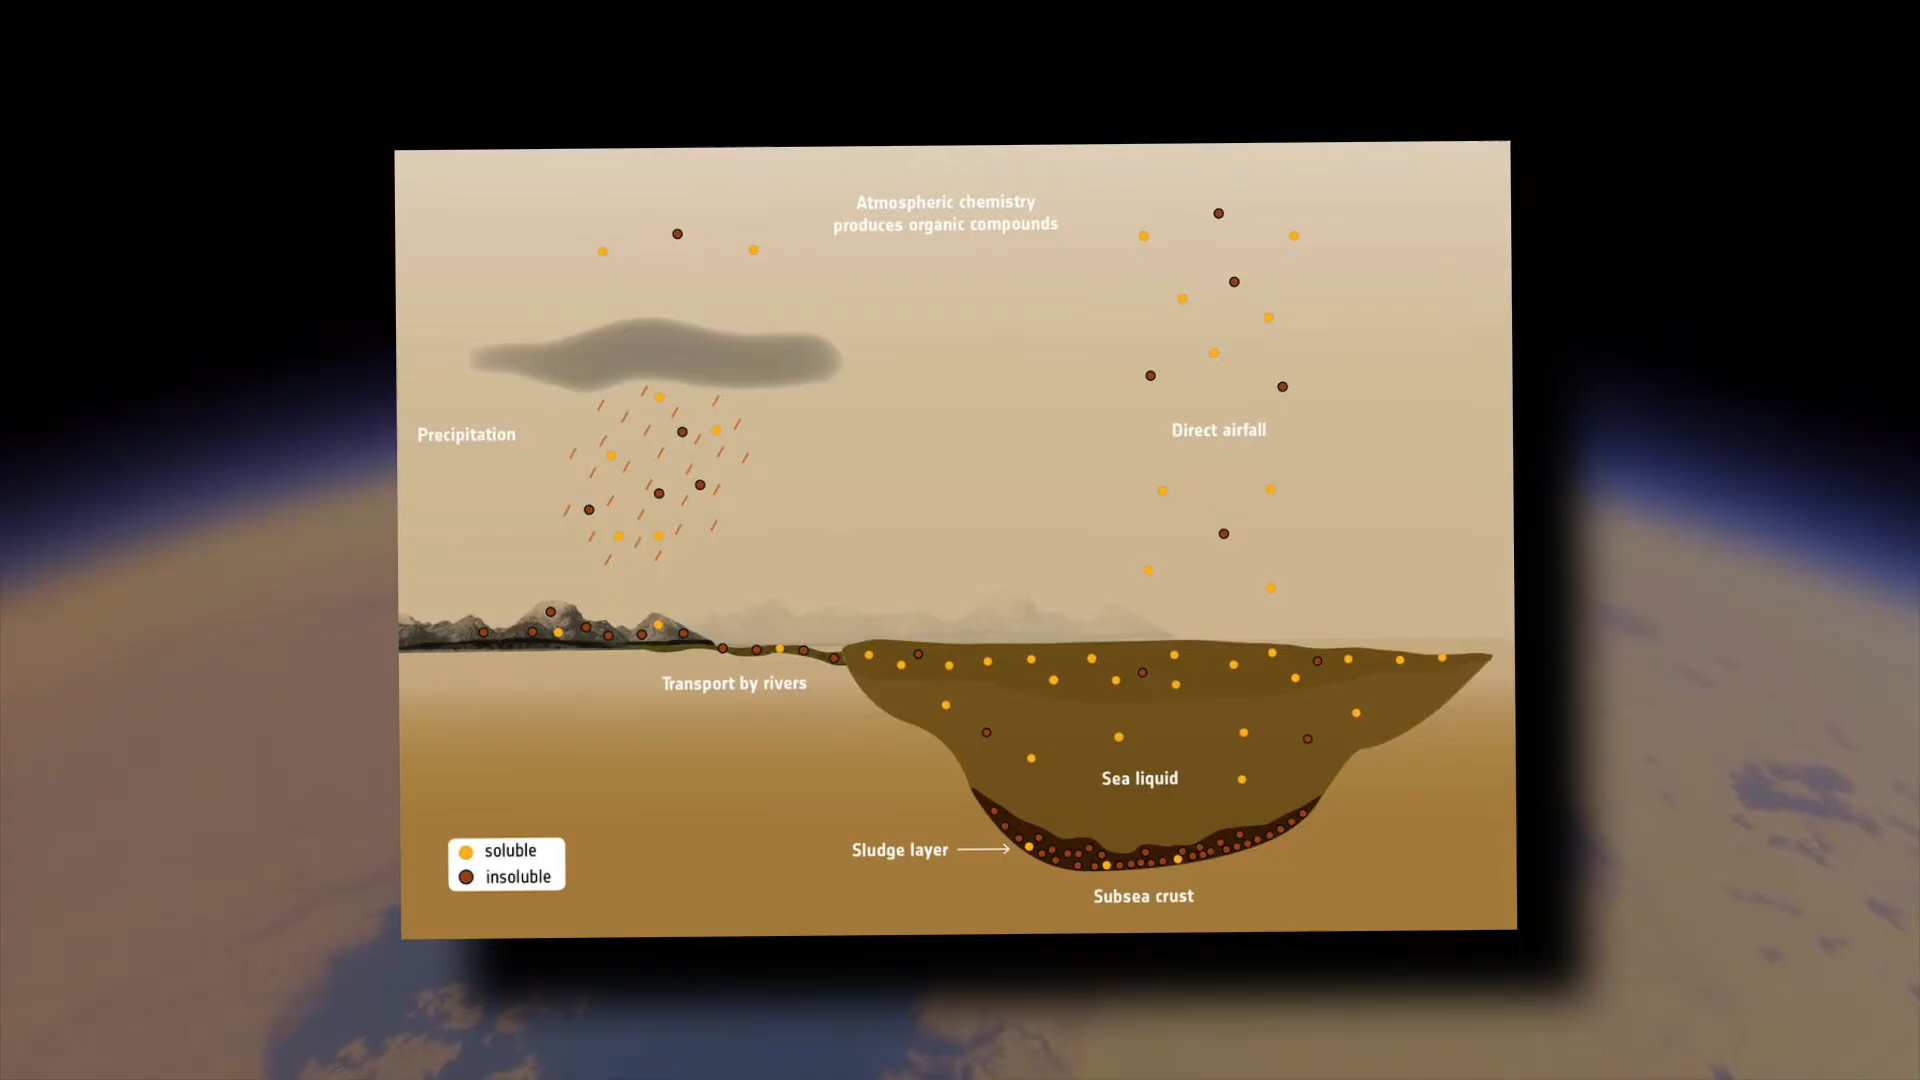 Atmospheric chemistry
produces organic compounds
Precipitation
Direct airfall
Transport by rivers
Sea liquid
Sludge layer
Subsea crust
soluble
insoluble